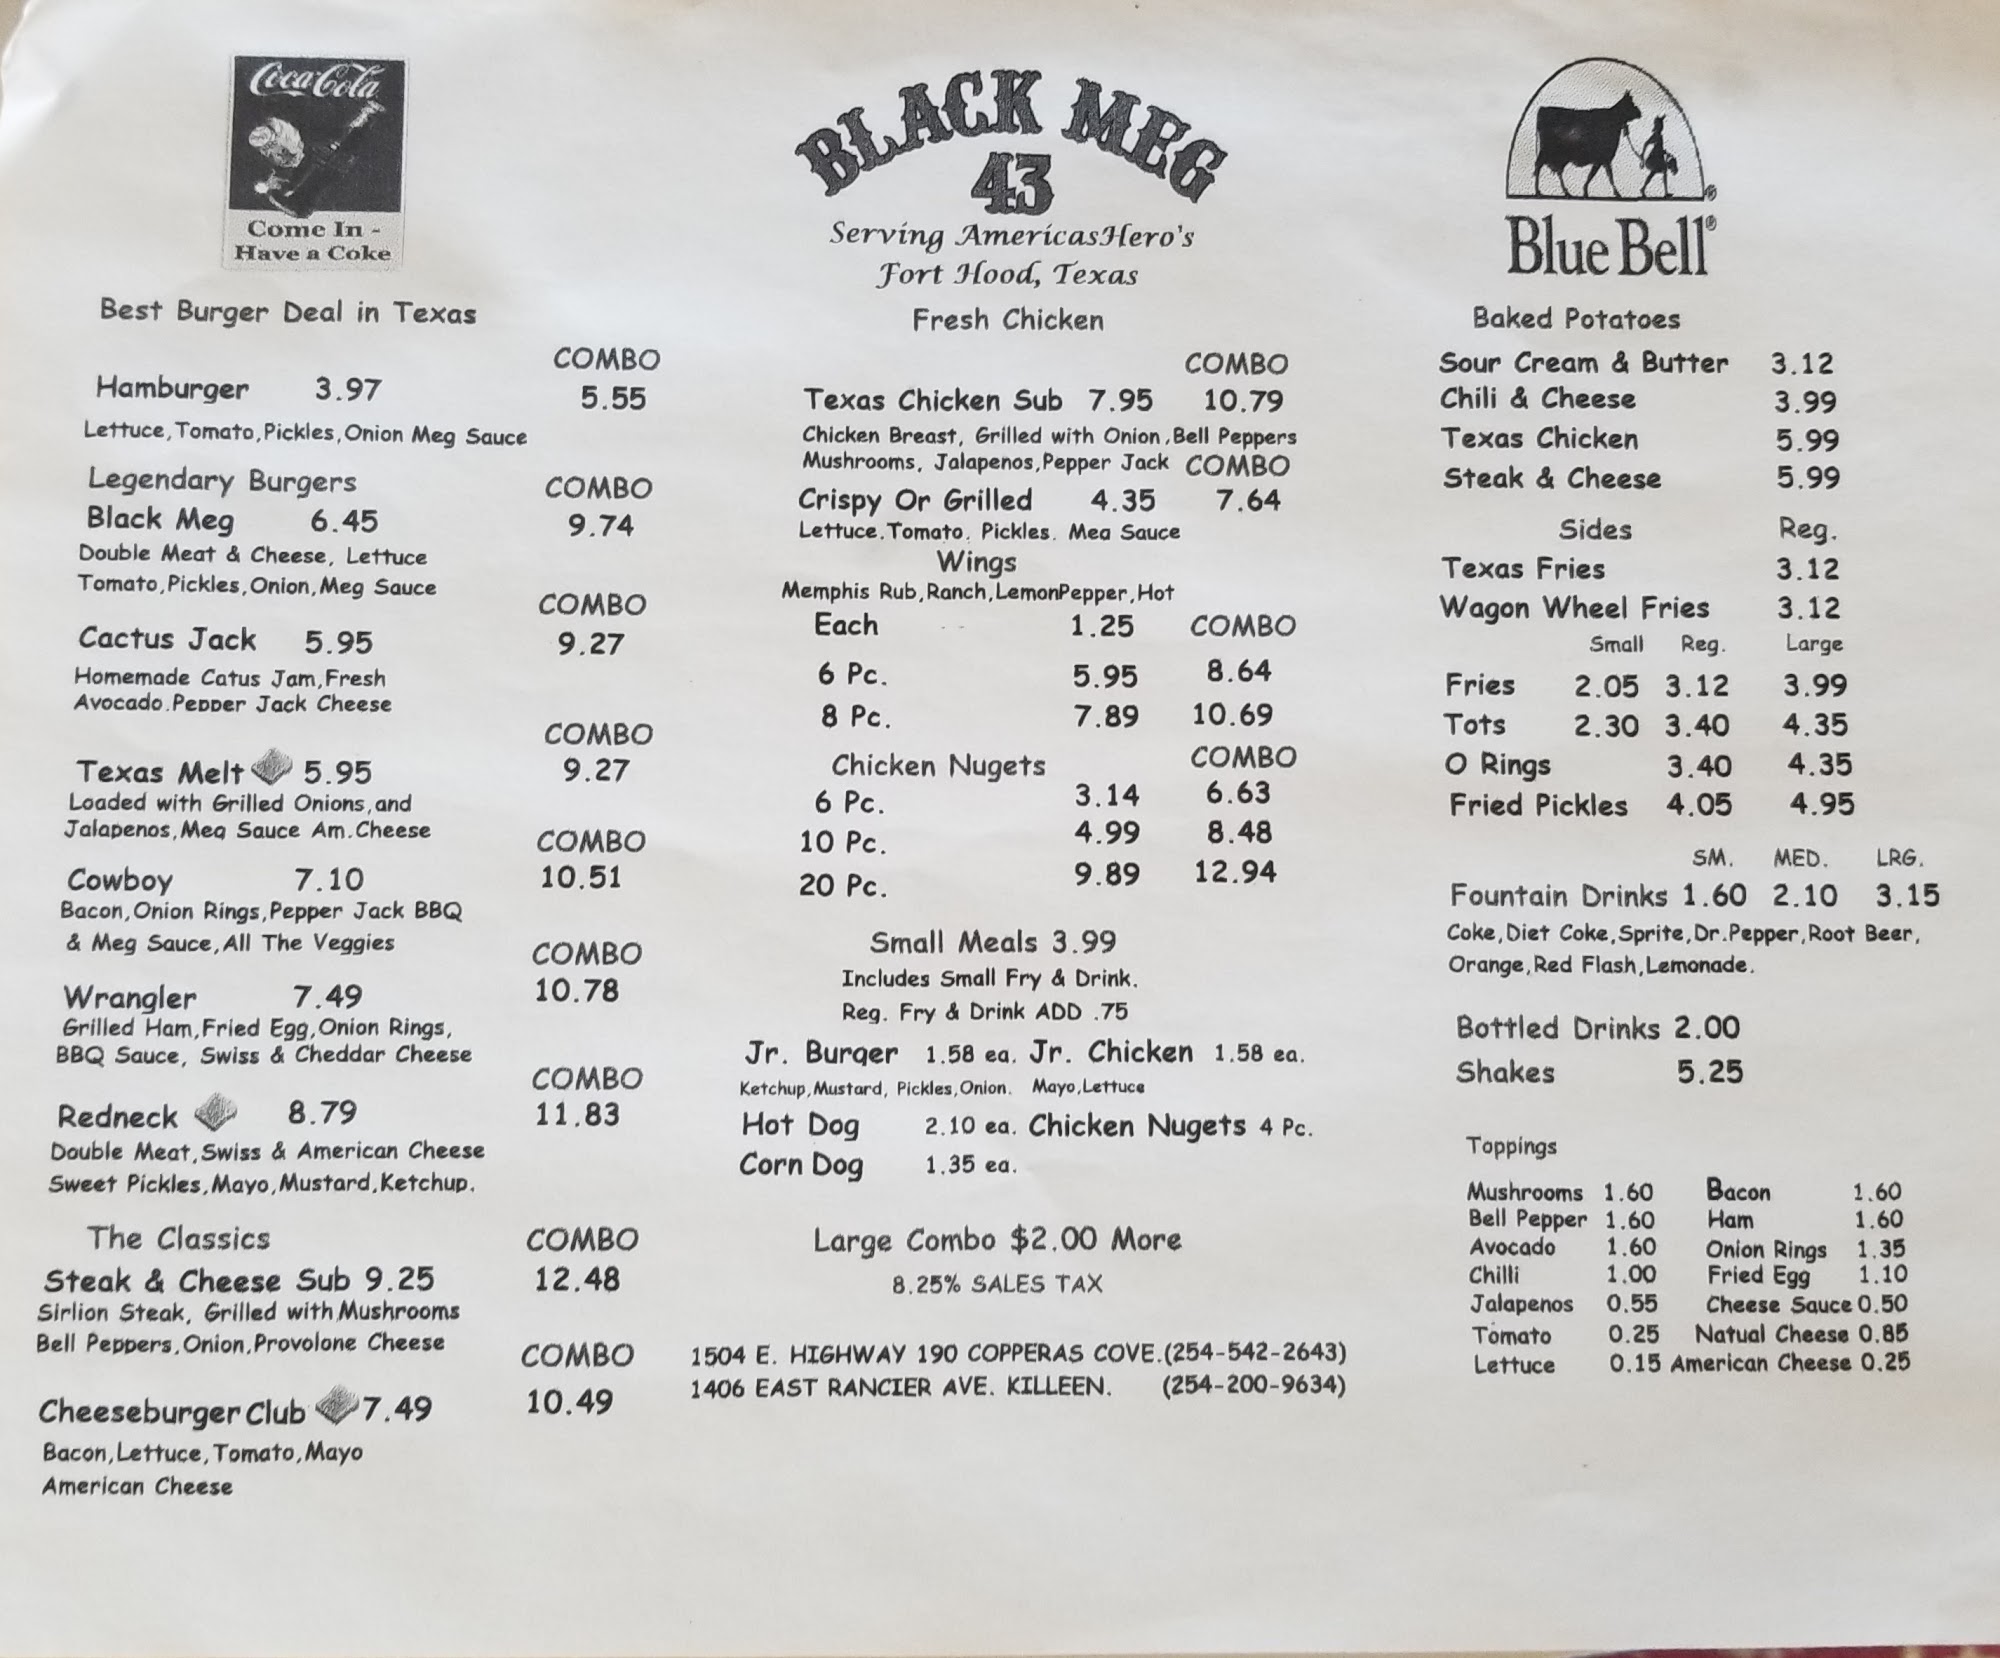 Coca-Cola
Come In -
Have a Coke
BLACK MEG
43
Serving AmericasHero's
Fort Hood, Texas
Blue Bell®
Best Burger Deal in Texas
COMBO
Hamburger 3.97 5.55
Lettuce,Tomato,Pickles,Onion Meg Sauce
Legendary Burgers COMBO
Black Meg 6.45 9.74
Double Meat & Cheese, Lettuce
Tomato,Pickles,Onion,Meg Sauce
COMBO
Cactus Jack 5.95 9.27
Homemade Catus Jam,Fresh
Avocado.Pepper Jack Cheese
COMBO
Texas Melt 5.95 9.27
Loaded with Grilled Onions,and
Jalapenos,Meg Sauce Am.Cheese
COMBO
Cowboy 7.10 10.51
Bacon,Onion Rings,Pepper Jack BBQ
& Meg Sauce,All The Veggies
COMBO
Wrangler 7.49 10.78
Grilled Ham,Fried Egg,Onion Rings,
BBQ Sauce, Swiss & Cheddar Cheese
COMBO
Redneck 8.79 11.83
Double Meat,Swiss & American Cheese
Sweet Pickles,Mayo,Mustard,Ketchup.
The Classics COMBO
Steak & Cheese Sub 9.25 12.48
Sirlion Steak, Grilled with Mushrooms
Bell Peppers,Onion,Provolone Cheese
COMBO
Cheeseburger Club 7.49 10.49
Bacon,Lettuce,Tomato,Mayo
American Cheese
Fresh Chicken
COMBO
Texas Chicken Sub 7.95 10.79
Chicken Breast, Grilled with Onion,Bell Peppers
Mushrooms, Jalapenos,Pepper Jack COMBO
Crispy Or Grilled 4.35 7.64
Lettuce.Tomato. Pickles. Meg Sauce
Wings
Memphis Rub,Ranch,LemonPepper,Hot
Each 1.25 COMBO
6 Pc. 5.95 8.64
8 Pc. 7.89 10.69
Chicken Nugets COMBO
6 Pc. 3.14 6.63
10 Pc. 4.99 8.48
20 Pc. 9.89 12.94
Small Meals 3.99
Includes Small Fry & Drink.
Reg. Fry & Drink ADD .75
Jr. Burger 1.58 ea. Jr. Chicken 1.58 ea.
Ketchup,Mustard, Pickles,Onion. Mayo,Lettuce
Hot Dog 2.10 ea. Chicken Nugets 4 Pc.
Corn Dog 1.35 ea.
Large Combo $2.00 More
8.25% SALES TAX
1504 E. HIGHWAY 190 COPPERAS COVE.(254-542-2643)
1406 EAST RANCIER AVE. KILLEEN. (254-200-9634)
Baked Potatoes
Sour Cream & Butter 3.12
Chili & Cheese 3.99
Texas Chicken 5.99
Steak & Cheese 5.99
Sides Reg.
Texas Fries 3.12
Wagon Wheel Fries 3.12
Small Reg. Large
Fries 2.05 3.12 3.99
Tots 2.30 3.40 4.35
O Rings 3.40 4.35
Fried Pickles 4.05 4.95
SM. MED. LRG.
Fountain Drinks 1.60 2.10 3.15
Coke,Diet Coke,Sprite,Dr.Pepper,Root Beer,
Orange,Red Flash,Lemonade.
Bottled Drinks 2.00
Shakes 5.25
Toppings
Mushrooms 1.60 Bacon 1.60
Bell Pepper 1.60 Ham 1.60
Avocado 1.60 Onion Rings 1.35
Chilli 1.00 Fried Egg 1.10
Jalapenos 0.55 Cheese Sauce 0.50
Tomato 0.25 Natual Cheese 0.85
Lettuce 0.15 American Cheese 0.25